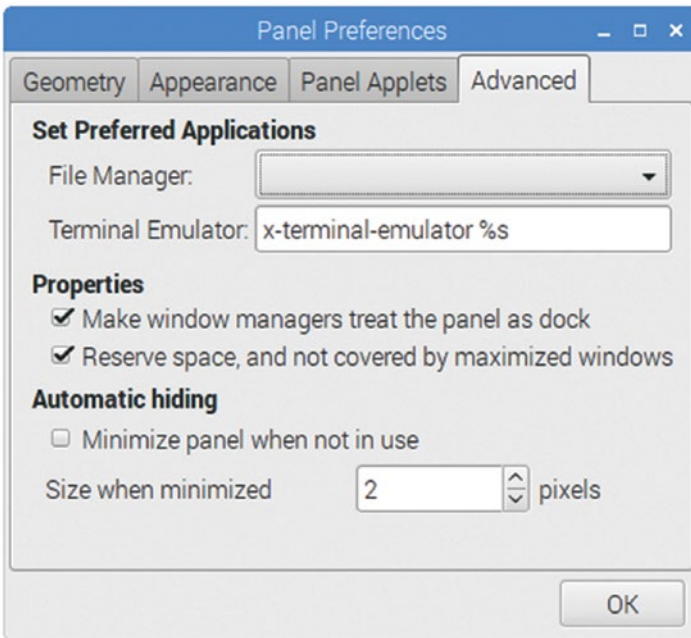 Panel Preferences
Geometry Appearance Panel Applets Advanced
Set Preferred Applications
File Manager:
Terminal Emulator: x-terminal-emulator %s
Properties
Make window managers treat the panel as dock
Reserve space, and not covered by maximized windows
Automatic hiding
Minimize panel when not in use
Size when minimized 2 pixels
OK